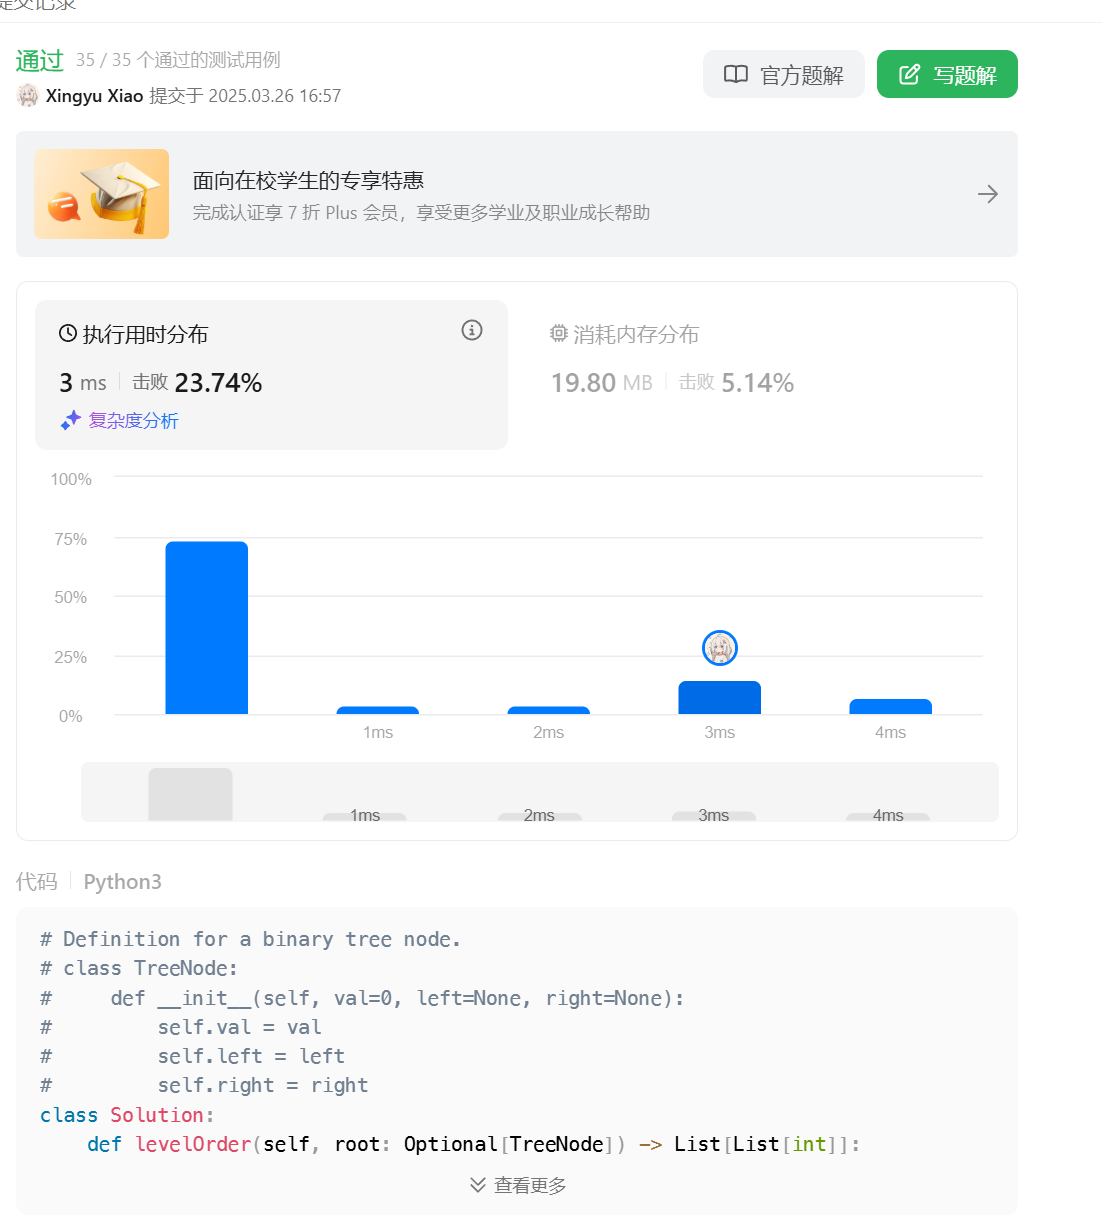 提交记录
通过 35 / 35 个通过的测试用例
Xingyu Xiao 提交于 2025.03.26 16:57
官方题解
写题解
面向在校学生的专享特惠
完成认证享 7 折 Plus 会员，享受更多学业及职业成长帮助
执行用时分布
3 ms 击败 23.74%
复杂度分析
消耗内存分布
19.80 MB 击败 5.14%
100%
75%
50%
25%
0%
1ms 2ms 3ms 4ms
1ms 2ms 3ms 4ms
代码 Python3
# Definition for a binary tree node.
# class TreeNode:
#     def __init__(self, val=0, left=None, right=None):
#         self.val = val
#         self.left = left
#         self.right = right
class Solution:
    def levelOrder(self, root: Optional[TreeNode]) -> List[List[int]]:
查看更多